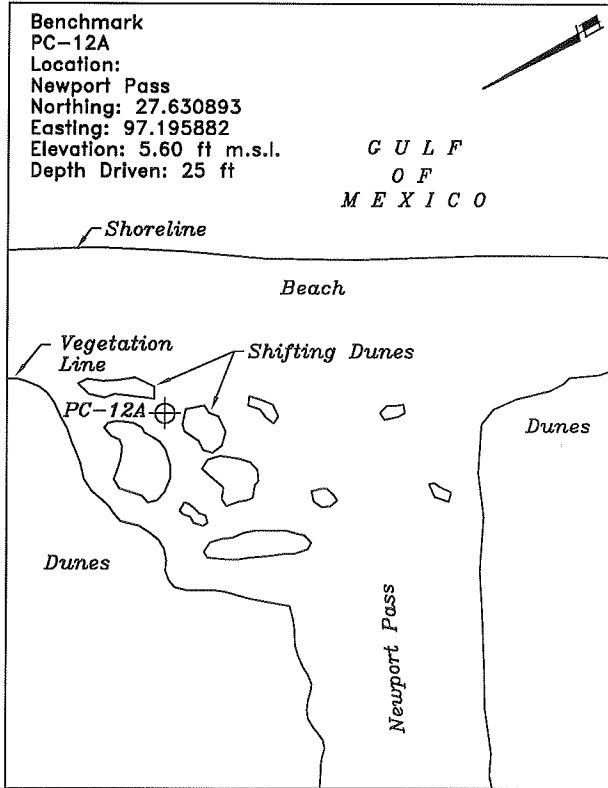 Benchmark
PC-12A
Location:
Newport Pass
Northing: 27.630893
Easting: 97.195882
Elevation: 5.60 ft m.s.l.
Depth Driven: 25 ft
GULF
OF
MEXICO
Shoreline
Beach
Vegetation
Line
Shifting Dunes
PC-12A
Dunes
Dunes
Newport Pass